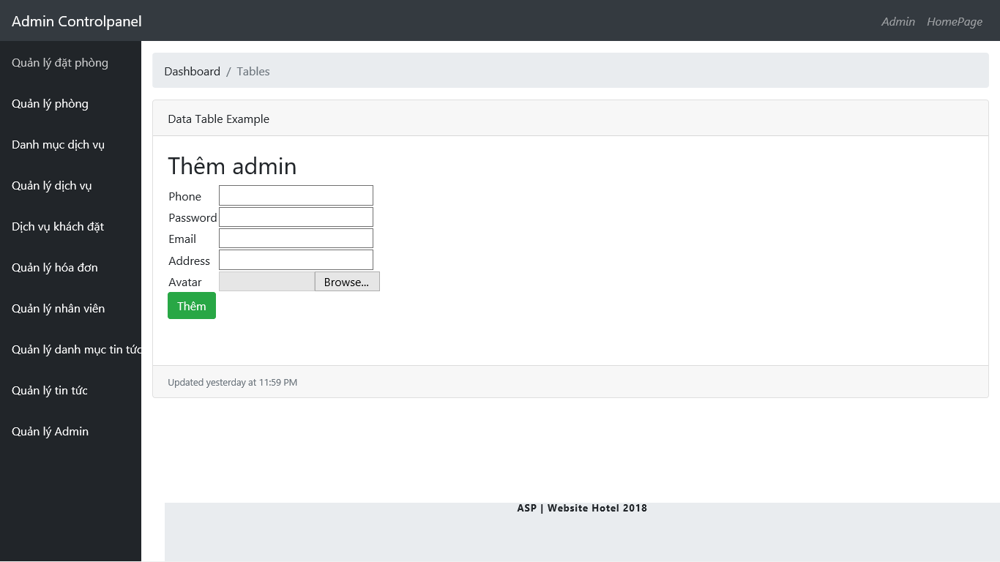 Admin Controlpanel
Admin HomePage
Quản lý đặt phòng
Quản lý phòng
Danh mục dịch vụ
Quản lý dịch vụ
Dịch vụ khách đặt
Quản lý hóa đơn
Quản lý nhân viên
Quản lý danh mục tin tức
Quản lý tin tức
Quản lý Admin
Dashboard / Tables
Data Table Example
Thêm admin
Phone
Password
Email
Address
Avatar Browse...
Thêm
Updated yesterday at 11:59 PM
ASP | Website Hotel 2018